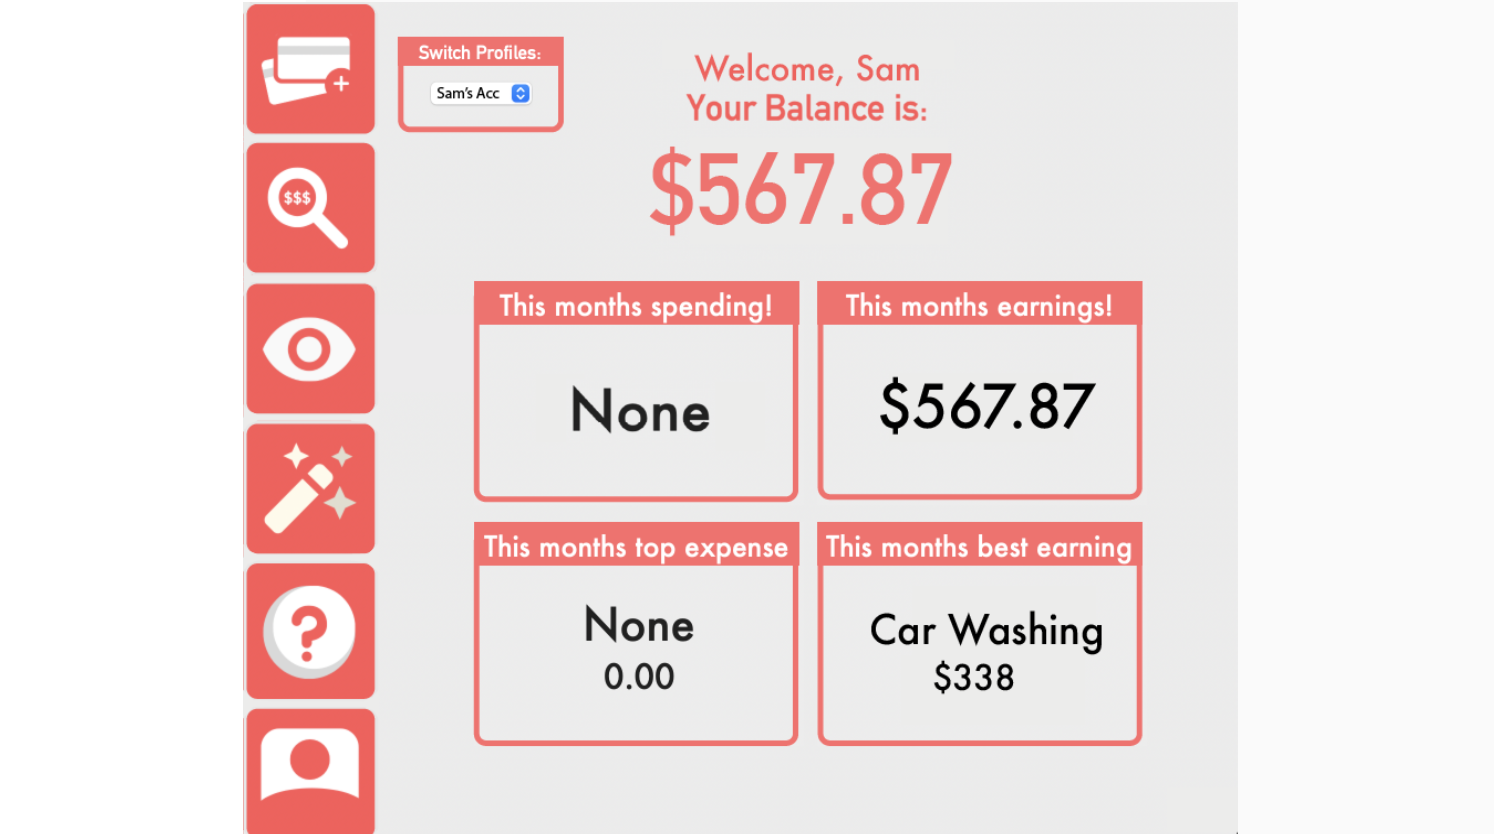 Switch Profiles:
Sam's Acc
Welcome, Sam
Your Balance is:
$567.87
$$$
This months spending!
None
This months earnings!
$567.87
This months top expense
None
0.00
This months best earning
Car Washing
$338
?